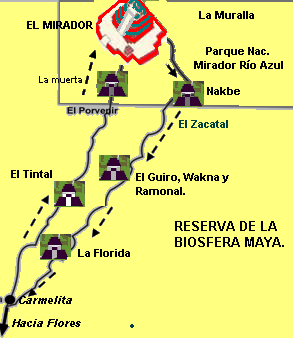 La Muralla
EL MIRADOR
Parque Nac.
Mirador Río Azul
La muerta
Nakbe
El Porvenir
El Zacatal
El Tintal
El Guiro, Wakna y
Ramonal.
RESERVA DE LA
BIOSFERA MAYA.
La Florida
Carmelita
Hacia Flores